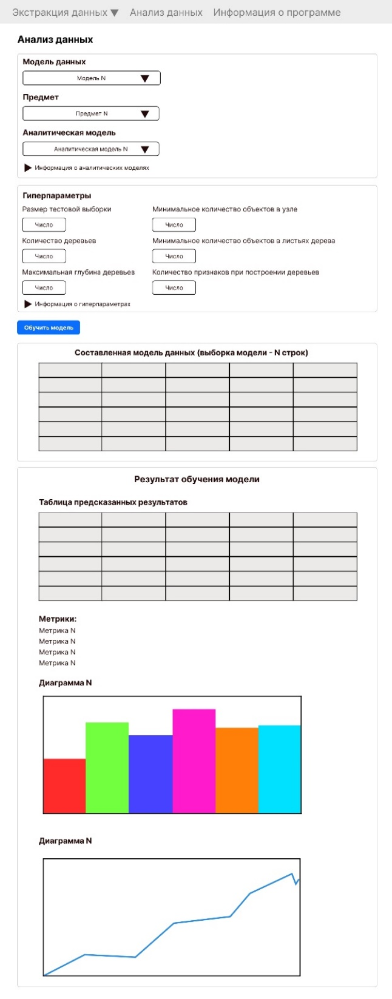 Экстракция данных ▼ Анализ данных Информация о программе
Анализ данных
Модель данных
Модель N
Предмет
Предмет N
Аналитическая модель
Аналитическая модель N
Информация о аналитических моделях
Гиперпараметры
Размер тестовой выборки Минимальное количество объектов в узле
Число Число
Количество деревьев Минимальное количество объектов в листьях дерева
Число Число
Максимальная глубина деревьев Количество признаков при построении деревьев
Число Число
Информация о гиперпараметрах
Обучить модель
Составленная модель данных (выборка модели - N строк)
Результат обучения модели
Таблица предсказанных результатов
Метрики:
Метрика N
Метрика N
Метрика N
Метрика N
Диаграмма N
Диаграмма N